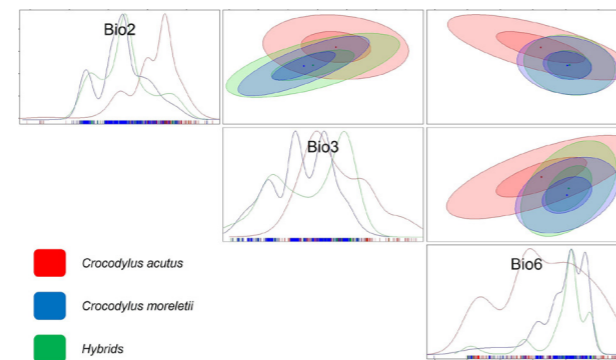 Bio2
Bio3
Bio6
Crocodylus acutus
Crocodylus moreletii
Hybrids